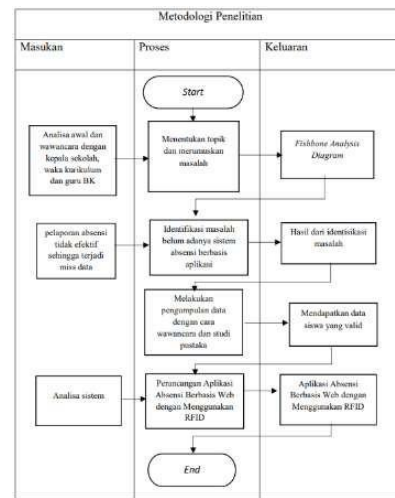 Metodologi Penelitian
Masukan
Proses
Keluaran
Start
Analisa awal dan
wawancara dengan
kepala sekolah,
waka kurikulum
dan guru BK
Menentukan topik
dan merumuskan
masalah
Fishbone Analysis
Diagram
pelaporan absensi
tidak efektif
sehingga terjadi
miss data
Identifikasi masalah
belum adanya sistem
absensi berbasis
aplikasi
Hasil dari identisikasi
masalah
Melakukan
pengumpulan data
dengan cara
wawancara dan studi
pustaka
Mendapatkan data
siswa yang valid
Analisa sistem
Perancangan Aplikasi
Absensi Berbasis Web
dengan Menggunakan
RFID
Aplikasi Absensi
Berbasis Web dengan
Menggunakan RFID
End